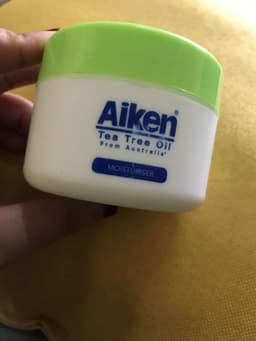 Aiken®
Tea Tree Oil
From Australia*
MOISTURISER